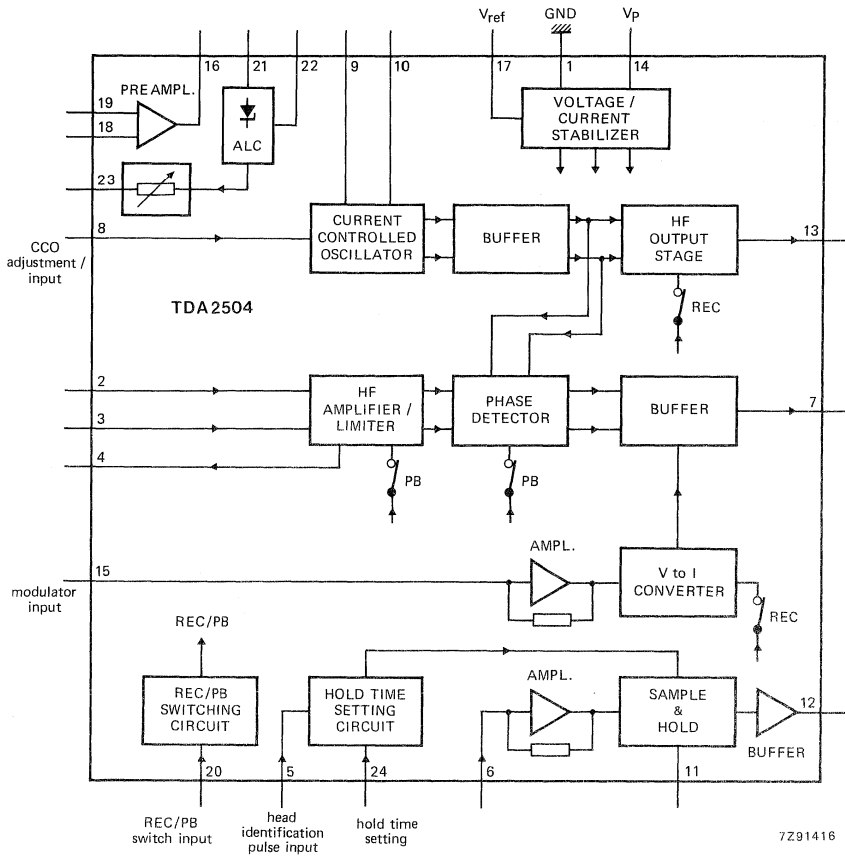 Vref
GND
VP
16
21
22
9
10
17
1
14
PREAMPL.
19
18
ALC
VOLTAGE /
CURRENT
STABILIZER
23
8
CCO
adjustment /
input
CURRENT
CONTROLLED
OSCILLATOR
BUFFER
HF
OUTPUT
STAGE
13
TDA2504
REC
2
3
4
HF
AMPLIFIER /
LIMITER
PHASE
DETECTOR
BUFFER
7
PB
PB
15
modulator
input
AMPL.
V to I
CONVERTER
REC
REC/PB
REC/PB
SWITCHING
CIRCUIT
HOLD TIME
SETTING
CIRCUIT
AMPL.
SAMPLE
&
HOLD
12
BUFFER
20
5
24
6
11
REC/PB
switch input
head
identification
pulse input
hold time
setting
7Z91416